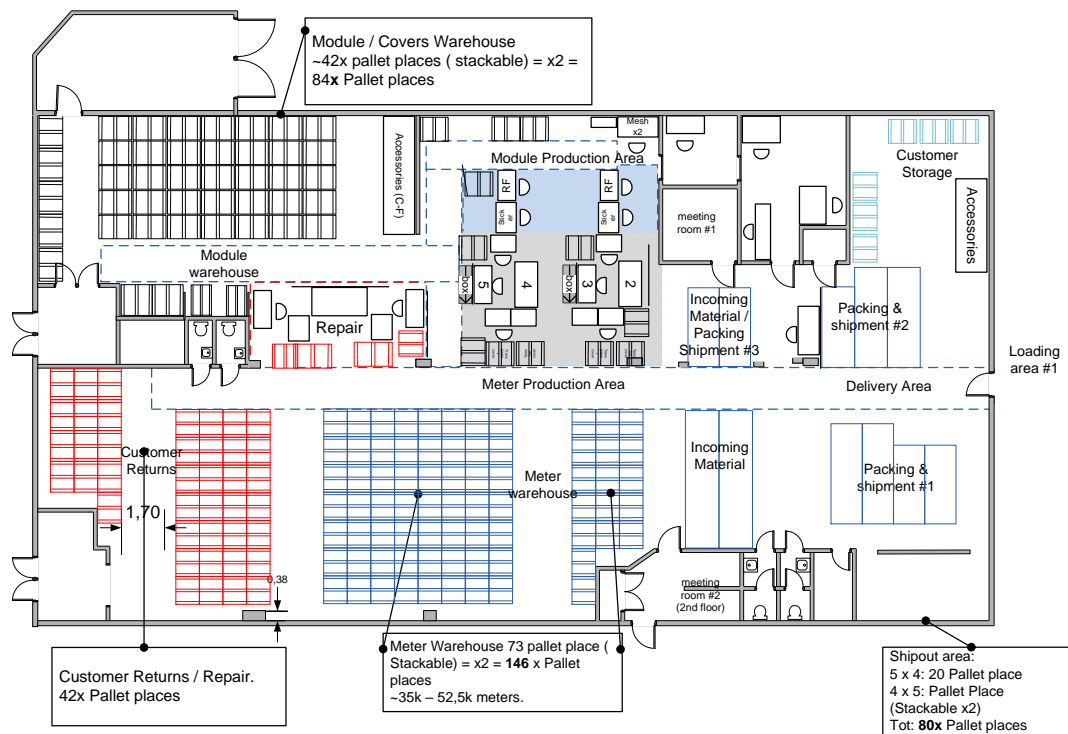 Module / Covers Warehouse
~42x pallet places ( stackable) = x2 =
84x Pallet places
Mesh
x2
Accessories (C-F)
Module Production Area
Customer
Storage
Accessories
RF
RF
Stick
er
Stick
er
meeting
room #1
Module
warehouse
box
5
4
box
3
2
Incoming
Material /
Packing
Shipment #3
Packing &
shipment #2
Repair
Loading
area #1
Meter Production Area
Delivery Area
Customer
Returns
Meter
warehouse
Incoming
Material
Packing &
shipment #1
1,70
0,38
meeting
room #2
(2nd floor)
Customer Returns / Repair.
42x Pallet places
Meter Warehouse 73 pallet place (
Stackable) = x2 = 146 x Pallet
places
~35k – 52,5k meters.
Shipout area:
5 x 4: 20 Pallet place
4 x 5: Pallet Place
(Stackable x2)
Tot: 80x Pallet places